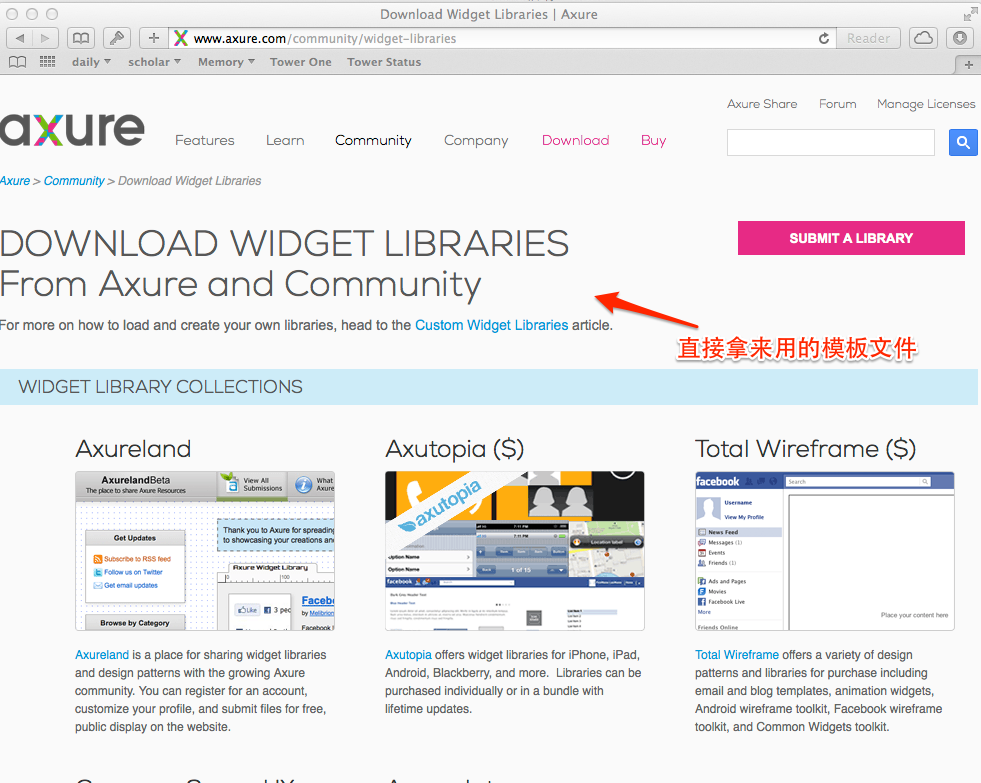 Download Widget Libraries | Axure
www.axure.com/community/widget-libraries
Reader
daily
scholar
Memory
Tower One
Tower Status
Axure Share
Forum
Manage Licenses
axure
Features
Learn
Community
Company
Download
Buy
Axure > Community > Download Widget Libraries
DOWNLOAD WIDGET LIBRARIES
From Axure and Community
SUBMIT A LIBRARY
For more on how to load and create your own libraries, head to the Custom Widget Libraries article.
直接拿来用的模板文件
WIDGET LIBRARY COLLECTIONS
Axureland
AxurelandBeta
The place to share Axure Resources
View All
Submissions
What
Axure
Thank you to Axure for spreading
to showcasing your creations and
Get Updates
Subscribe to RSS feed
Follow us on Twitter
Get email updates
Browse by Category
Axure Widget Library
100
Like
3 peo
Facebo
by Melibrion
Facebook
Axureland is a place for sharing widget libraries
and design patterns with the growing Axure
community. You can register for an account,
customize your profile, and submit files for free,
public display on the website.
Axutopia ($)
axutopia
7:11 PM
7:11 PM
Location label
Option Name
Option Name
Back
1 of 15
facebook
Axutopia offers widget libraries for iPhone, iPad,
Android, Blackberry, and more. Libraries can be
purchased individually or in a bundle with
lifetime updates.
Total Wireframe ($)
facebook
Search
Username
View My Profile
News Feed
Messages (1)
Events
Friends (1)
Ads and Pages
Movies
Facebook Live
More
Friends Online
Place your content here
Total Wireframe offers a variety of design
patterns and libraries for purchase including
email and blog templates, animation widgets,
Android wireframe toolkit, Facebook wireframe
toolkit, and Common Widgets toolkit.